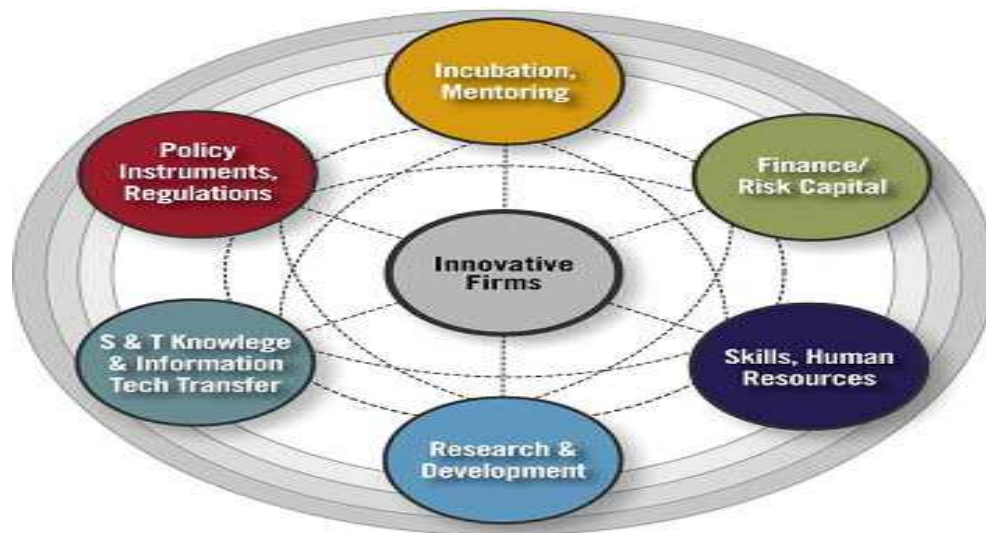 Incubation,
Mentoring
Policy
Instruments,
Regulations
Finance/
Risk Capital
Innovative
Firms
S & T Knowlege
& Information
Tech Transfer
Skills, Human
Resources
Research &
Development